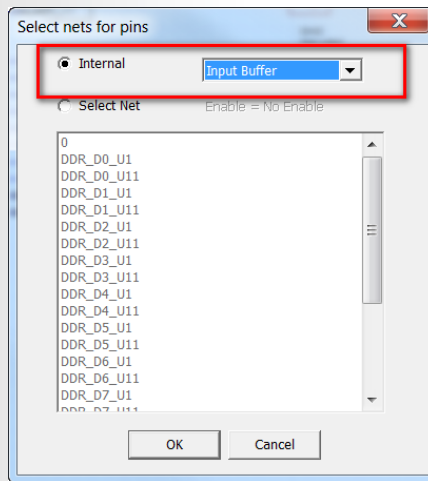 Select nets for pins
Internal
Input Buffer
Select Net
Enable = No Enable
0
DDR_D0_U1
DDR_D0_U11
DDR_D1_U1
DDR_D1_U11
DDR_D2_U1
DDR_D2_U11
DDR_D3_U1
DDR_D3_U11
DDR_D4_U1
DDR_D4_U11
DDR_D5_U1
DDR_D5_U11
DDR_D6_U1
DDR_D6_U11
DDR_D7_U1
DDR_D7_U11
OK
Cancel